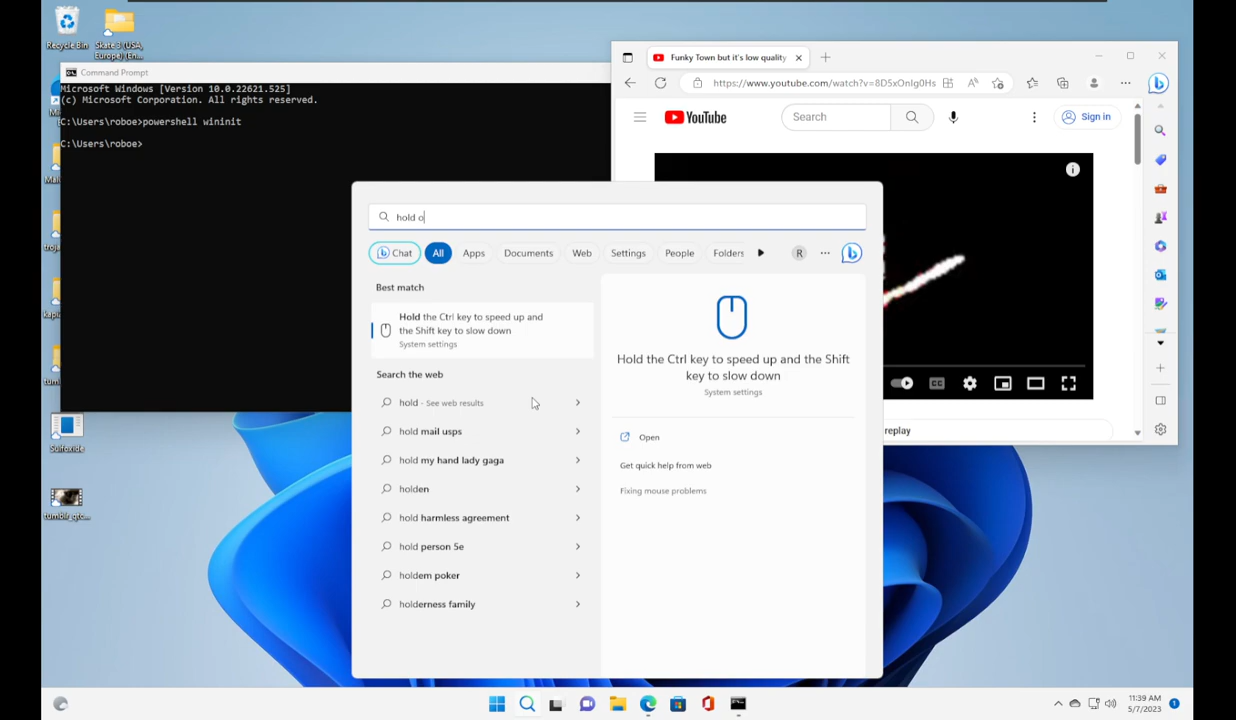 Recycle Bin
Skate 3 (USA,
Europe) (En...
Command Prompt
Microsoft Windows [Version 10.0.22621.525]
(c) Microsoft Corporation. All rights reserved.
C:\Users\roboe>powershell wininit
C:\Users\roboe>
Sulfoxide
tumblr_qtc...
Funky Town but it's low quality
https://www.youtube.com/watch?v=8D5xOnIg0Hs
YouTube
Search
Sign in
replay
hold o
Chat
All
Apps
Documents
Web
Settings
People
Folders
R
Best match
Hold the Ctrl key to speed up and
the Shift key to slow down
System settings
Search the web
hold - See web results
hold mail usps
hold my hand lady gaga
holden
hold harmless agreement
hold person 5e
holdem poker
holderness family
Hold the Ctrl key to speed up and the Shift
key to slow down
System settings
Open
Get quick help from web
Fixing mouse problems
11:39 AM
5/7/2023
1